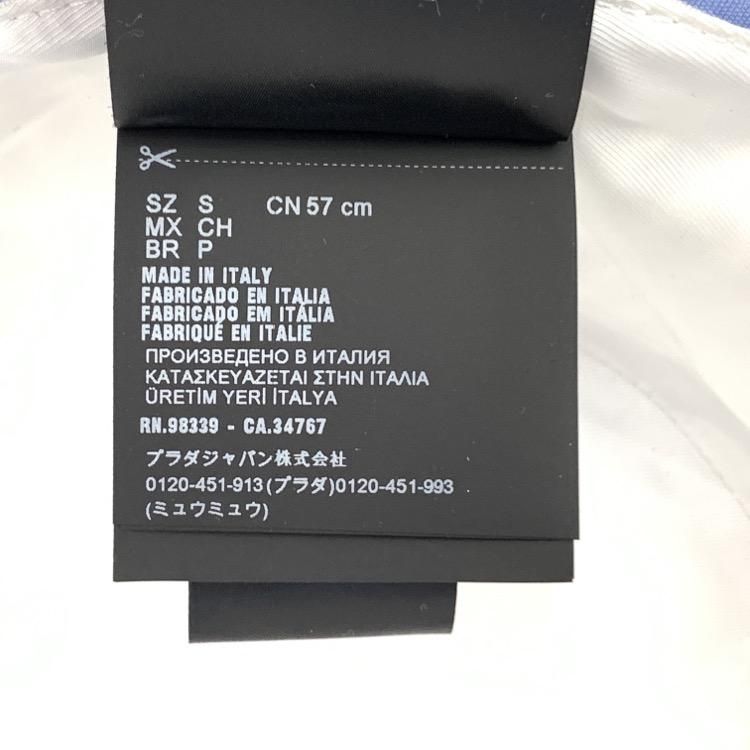 SZ S CN 57 cm
MX CH
BR P
MADE IN ITALY
FABRICADO EN ITALIA
FABRICADO EM ITÁLIA
FABRIQUÉ EN ITALIE
ПРОИЗВЕДЕНО В ИТАЛИЯ
ΚΑΤΑΣΚΕΥΑΖΕΤΑΙ ΣΤΗΝ ΙΤΑΛΙΑ
ÜRETİM YERİ İTALYA
RN.98339 - CA.34767
プラダジャパン株式会社
0120-451-913(プラダ)0120-451-993
(ミュウミュウ)